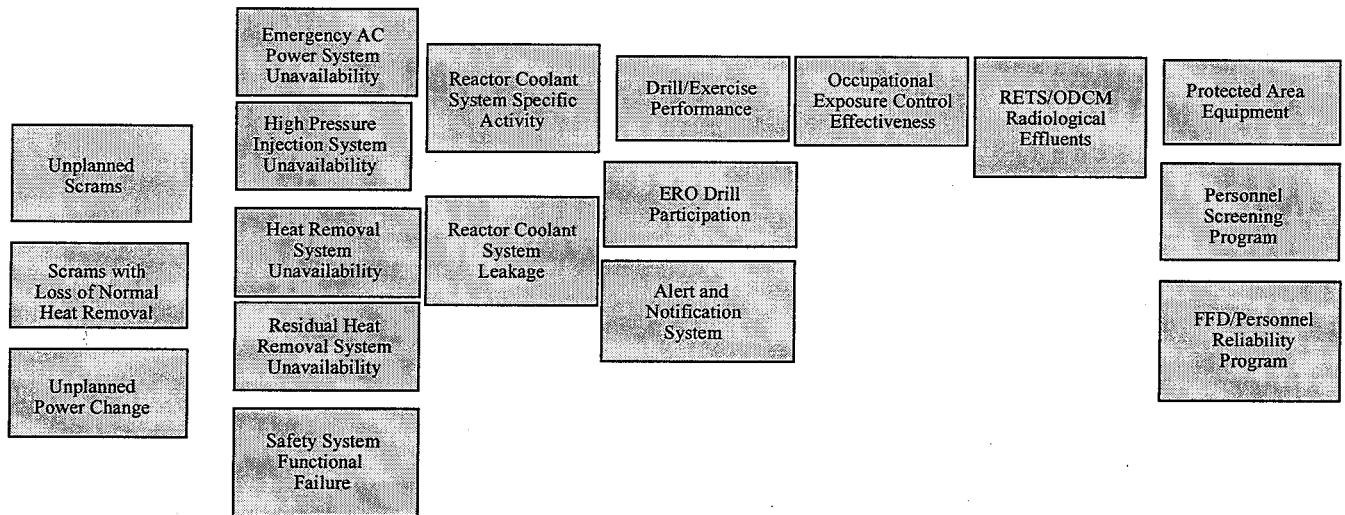 Unplanned
Scrams
Scrams with
Loss of Normal
Heat Removal
Unplanned
Power Change
Emergency AC
Power System
Unavailability
High Pressure
Injection System
Unavailability
Heat Removal
System
Unavailability
Residual Heat
Removal System
Unavailability
Safety System
Functional
Failure
Reactor Coolant
System Specific
Activity
Reactor Coolant
System
Leakage
Drill/Exercise
Performance
ERO Drill
Participation
Alert and
Notification
System
Occupational
Exposure Control
Effectiveness
RETS/ODCM
Radiological
Effluents
Protected Area
Equipment
Personnel
Screening
Program
FFD/Personnel
Reliability
Program